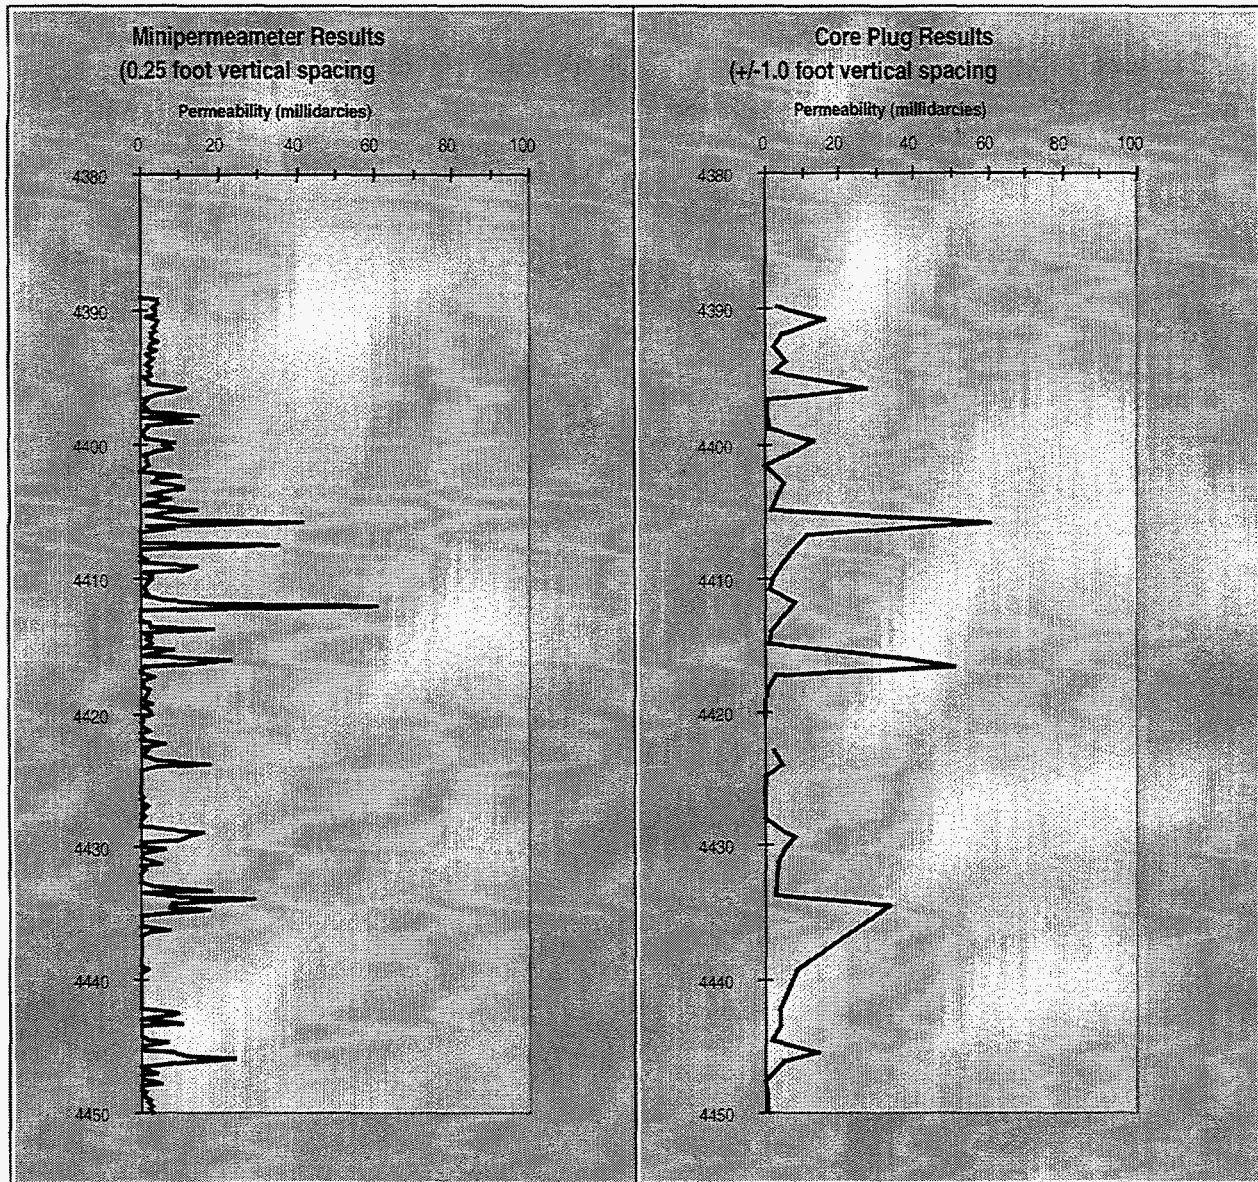 Minipermeameter Results
(0.25 foot vertical spacing
Permeability (millidarcies)
0 20 40 60 80 100
4380
4390
4400
4410
4420
4430
4440
4450
Core Plug Results
(+/-1.0 foot vertical spacing
Permeability (millidarcies)
0 20 40 60 80 100
4380
4390
4400
4410
4420
4430
4440
4450